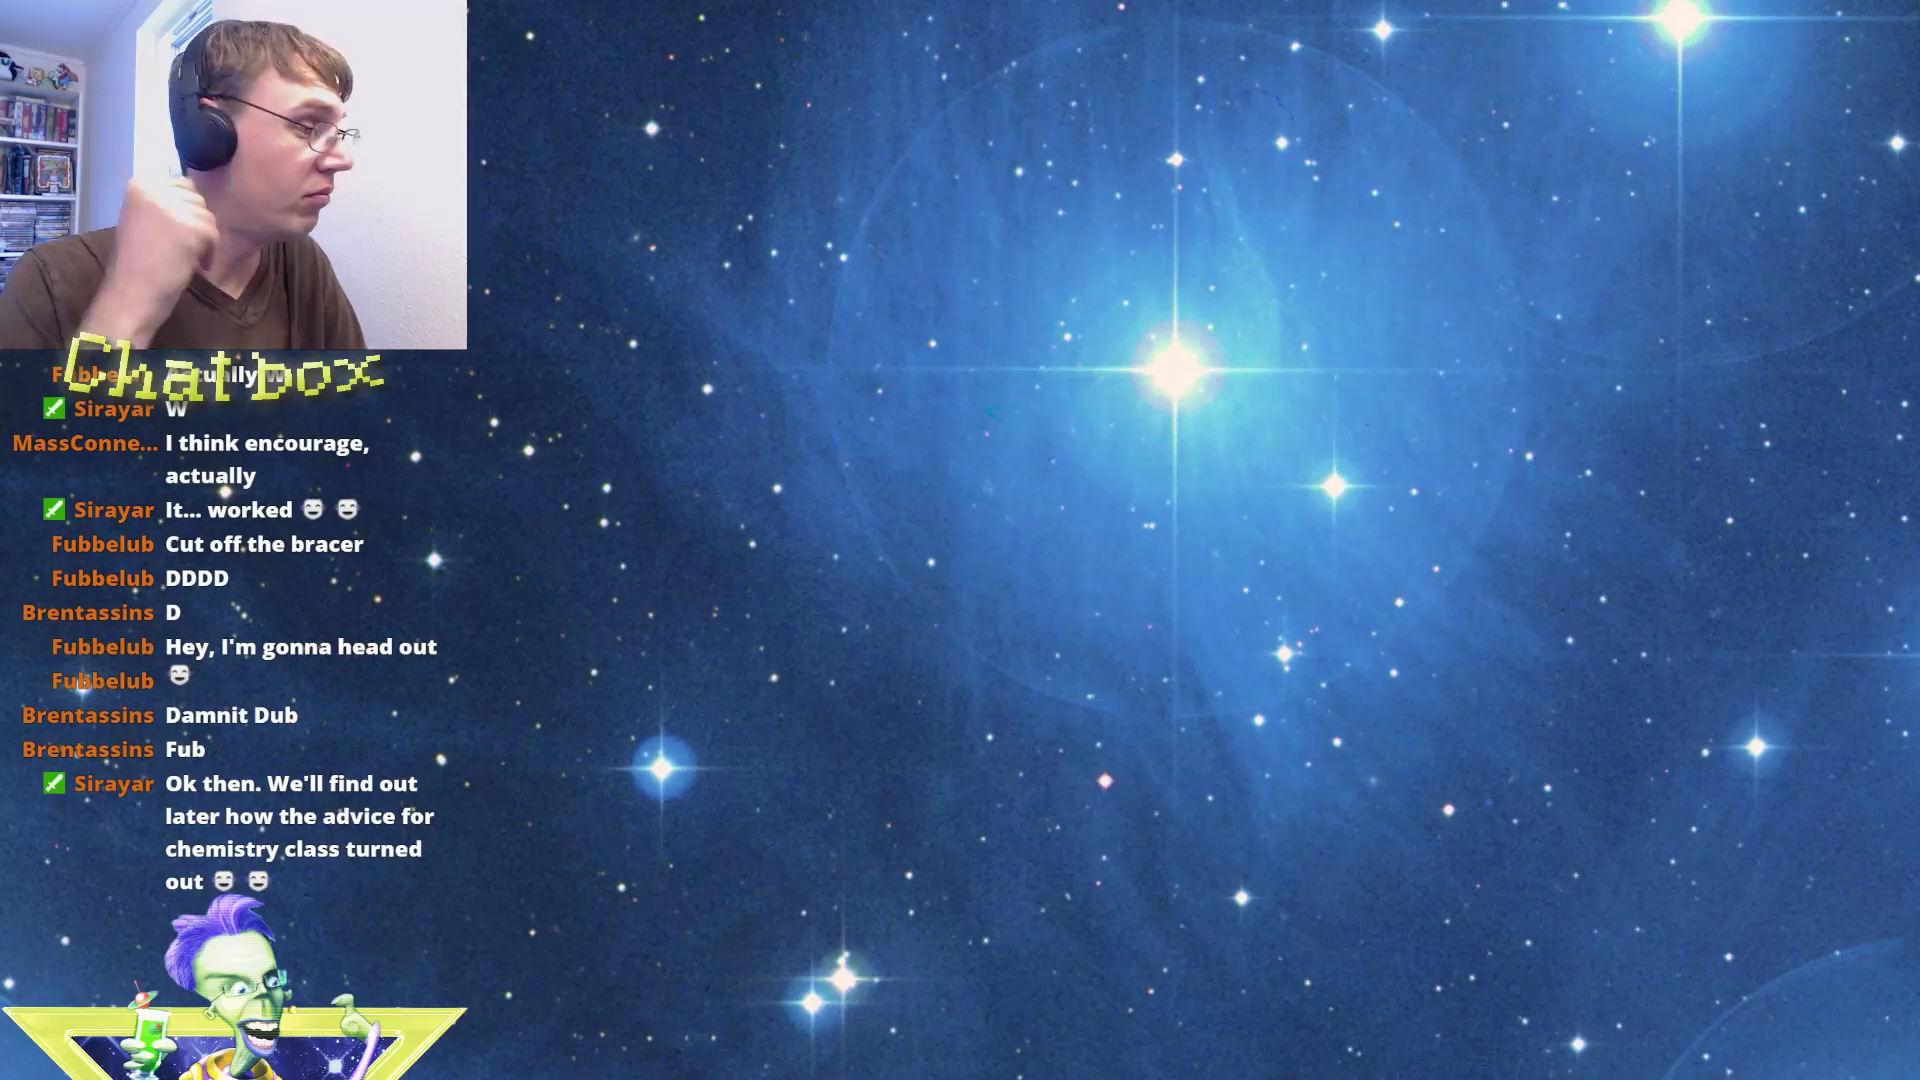 Chatbox
Fubbe Actually w
Sirayar W
MassConne... I think encourage,
actually
Sirayar It... worked
Fubbelub Cut off the bracer
Fubbelub DDDD
Brentassins D
Fubbelub Hey, I'm gonna head out
Fubbelub
Brentassins Damnit Dub
Brentassins Fub
Sirayar Ok then. We'll find out
later how the advice for
chemistry class turned
out